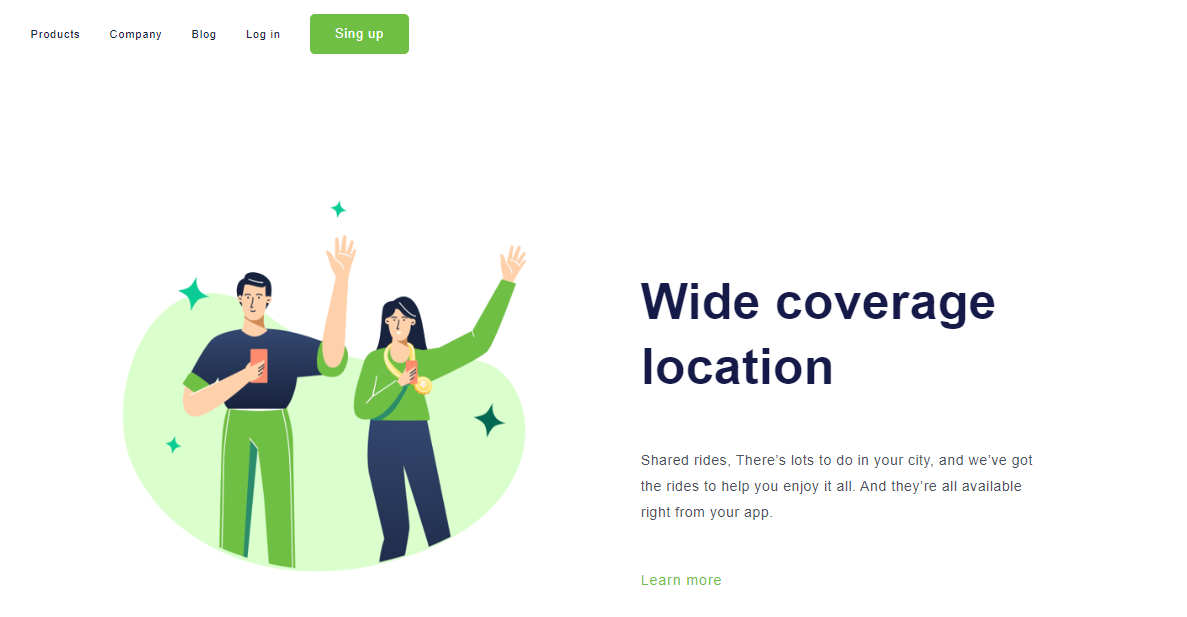 Products Company Blog Log in Sing up
Wide coverage
location
Shared rides, There’s lots to do in your city, and we’ve got
the rides to help you enjoy it all. And they’re all available
right from your app.
Learn more